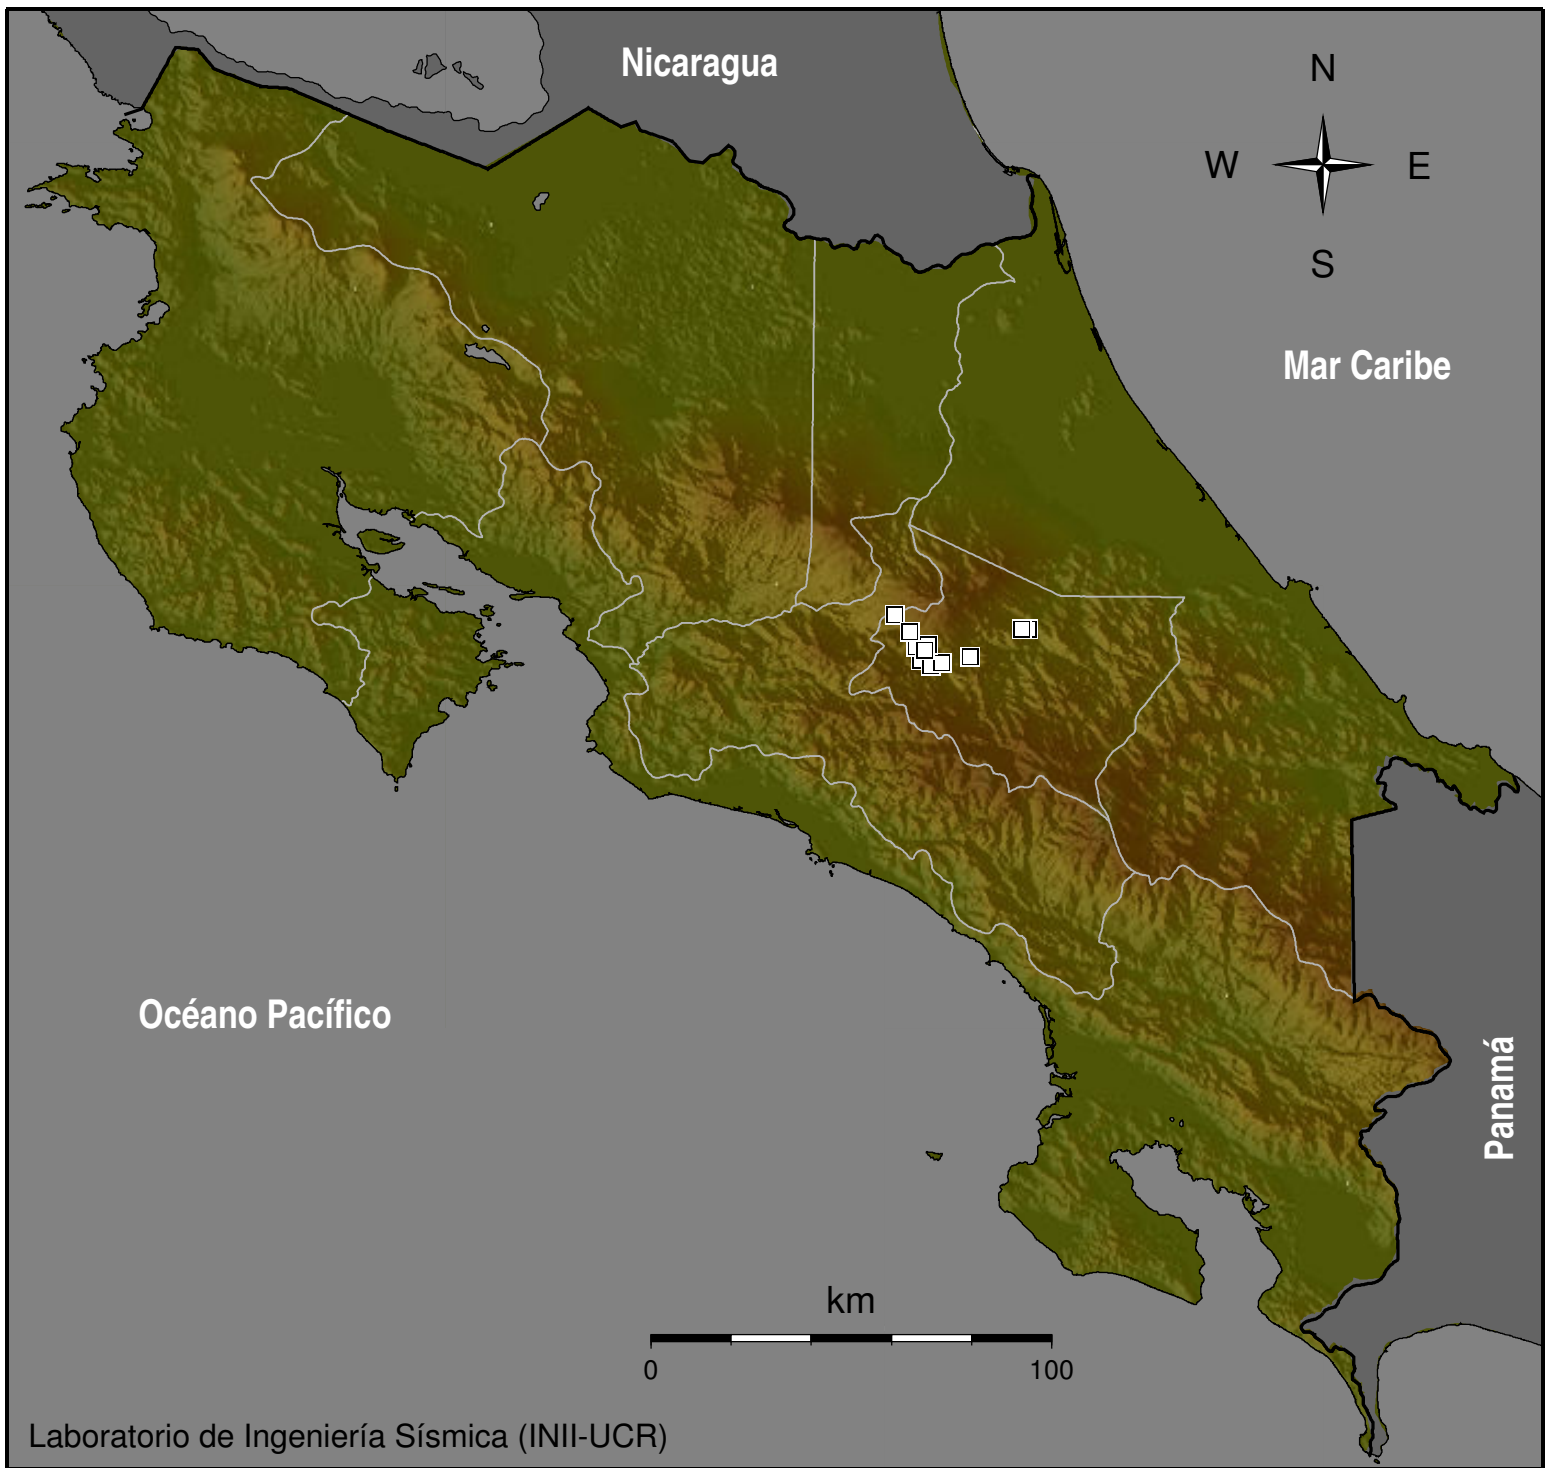 Nicaragua
N
W
E
S
Mar Caribe
Océano Pacífico
Panamá
km
0
100
Laboratorio de Ingeniería Sísmica (INII-UCR)